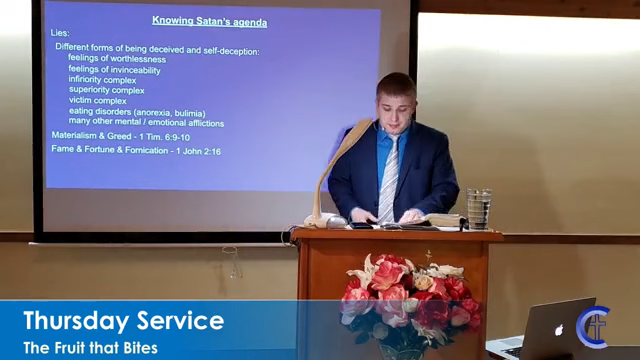 Knowing Satan's agenda
Lies:
Different forms of being deceived and self-deception:
feelings of worthlessness
feelings of invinceability
infiriority complex
superiority complex
victim complex
eating disorders (anorexia, bulimia)
many other mental / emotional afflictions
Materialism & Greed - 1 Tim. 6:9-10
Fame & Fortune & Fornication - 1 John 2:16
Thursday Service
The Fruit that Bites